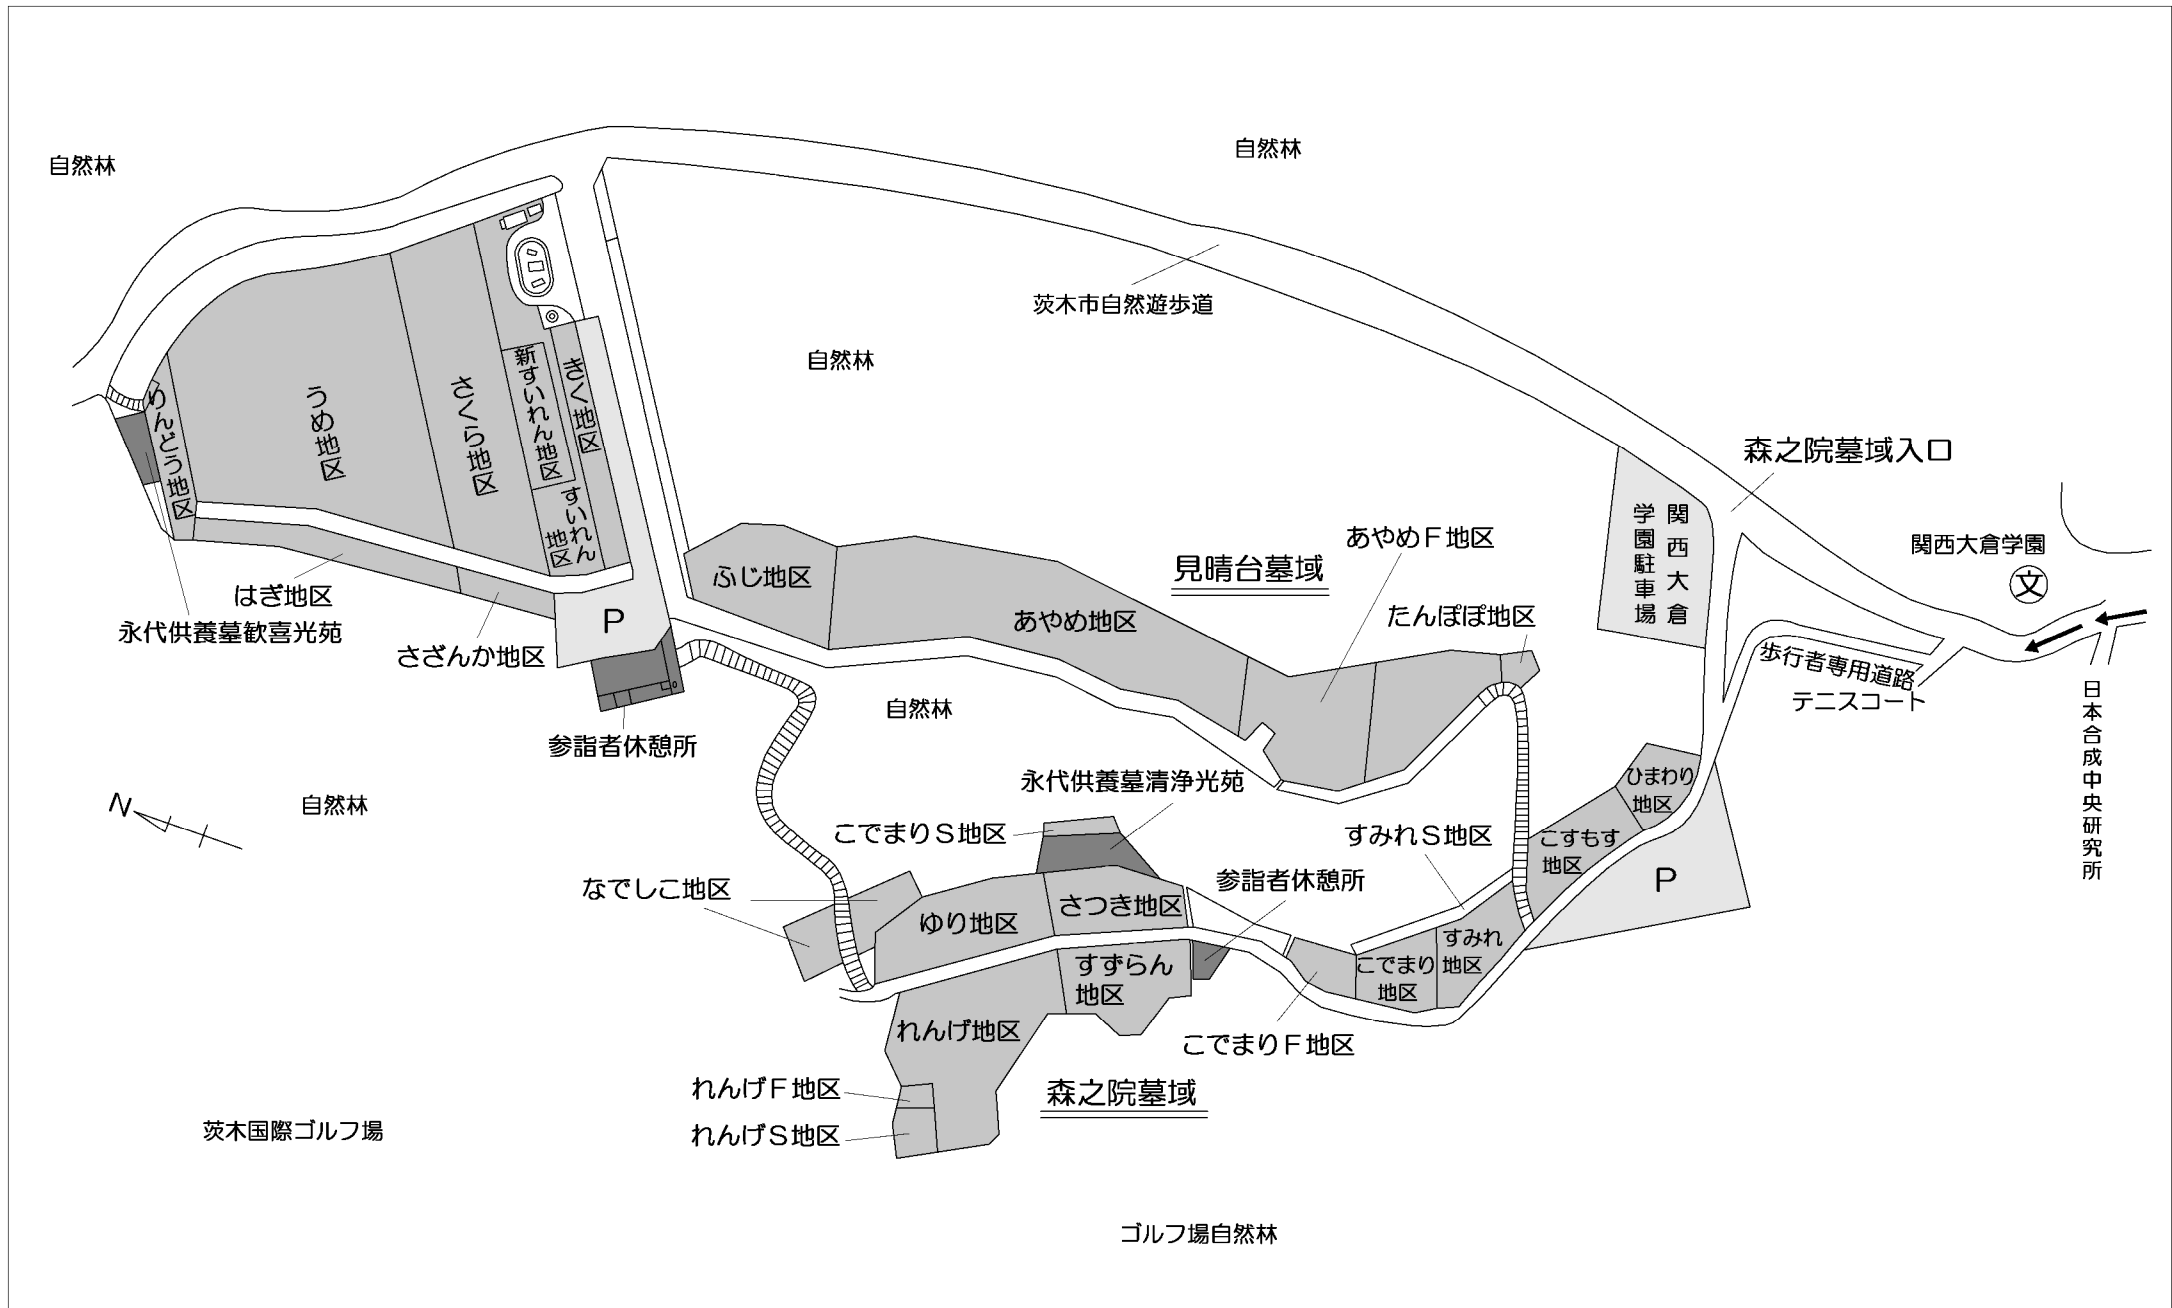 自然林
自然林
茨木市自然遊歩道
自然林
新すいれん地区
きく地区
うめ地区
さくら地区
りんどう地区
すいれん
地区
森之院墓域入口
関西大倉
学園駐車場
関西大倉学園
文
あやめＦ地区
見晴台墓域
ふじ地区
あやめ地区
たんぽぽ地区
はぎ地区
永代供養墓歓喜光苑
P
さざんか地区
歩行者専用道路
テニスコート
日本合成中央研究所
自然林
参詣者休憩所
永代供養墓清浄光苑
ひまわり
地区
N
自然林
こでまりＳ地区
すみれＳ地区
こすもす
地区
なでしこ地区
参詣者休憩所
P
さつき地区
ゆり地区
すみれ
地区
こでまり
地区
すずらん
地区
れんげ地区
こでまりＦ地区
れんげＦ地区
森之院墓域
れんげＳ地区
茨木国際ゴルフ場
ゴルフ場自然林